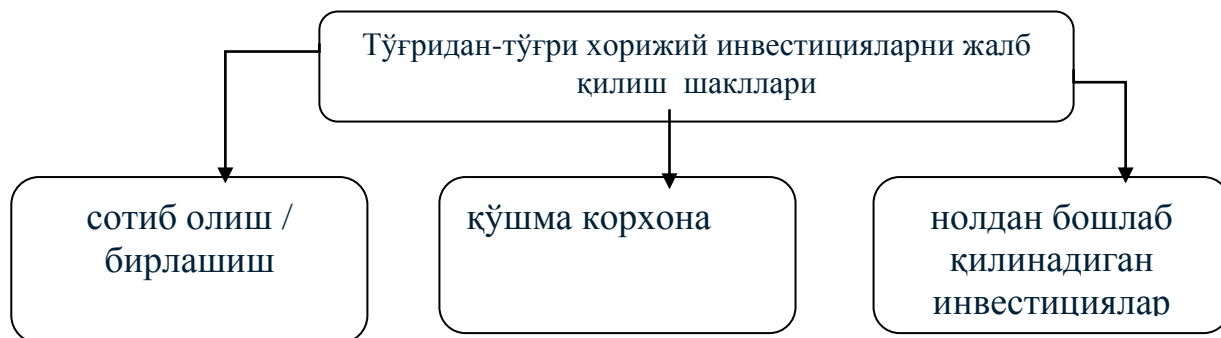 Тўғридан-тўғри хорижий инвестицияларни жалб
қилиш шакллари
сотиб олиш /
бирлашиш
қўшма корхона
нолдан бошлаб
қилинадиган
инвестициялар